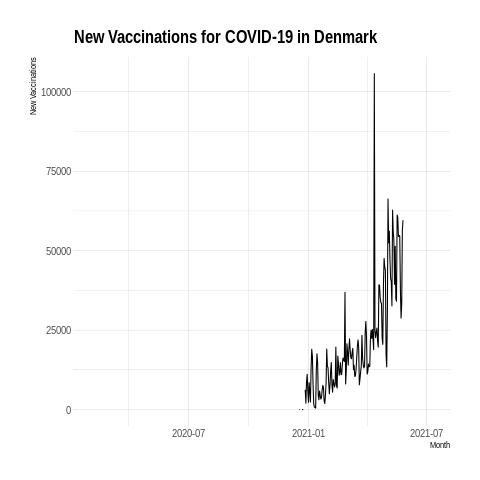 New Vaccinations for COVID-19 in Denmark
New Vaccinations
100000
75000
50000
25000
0
2020-07 2021-01 2021-07
Month